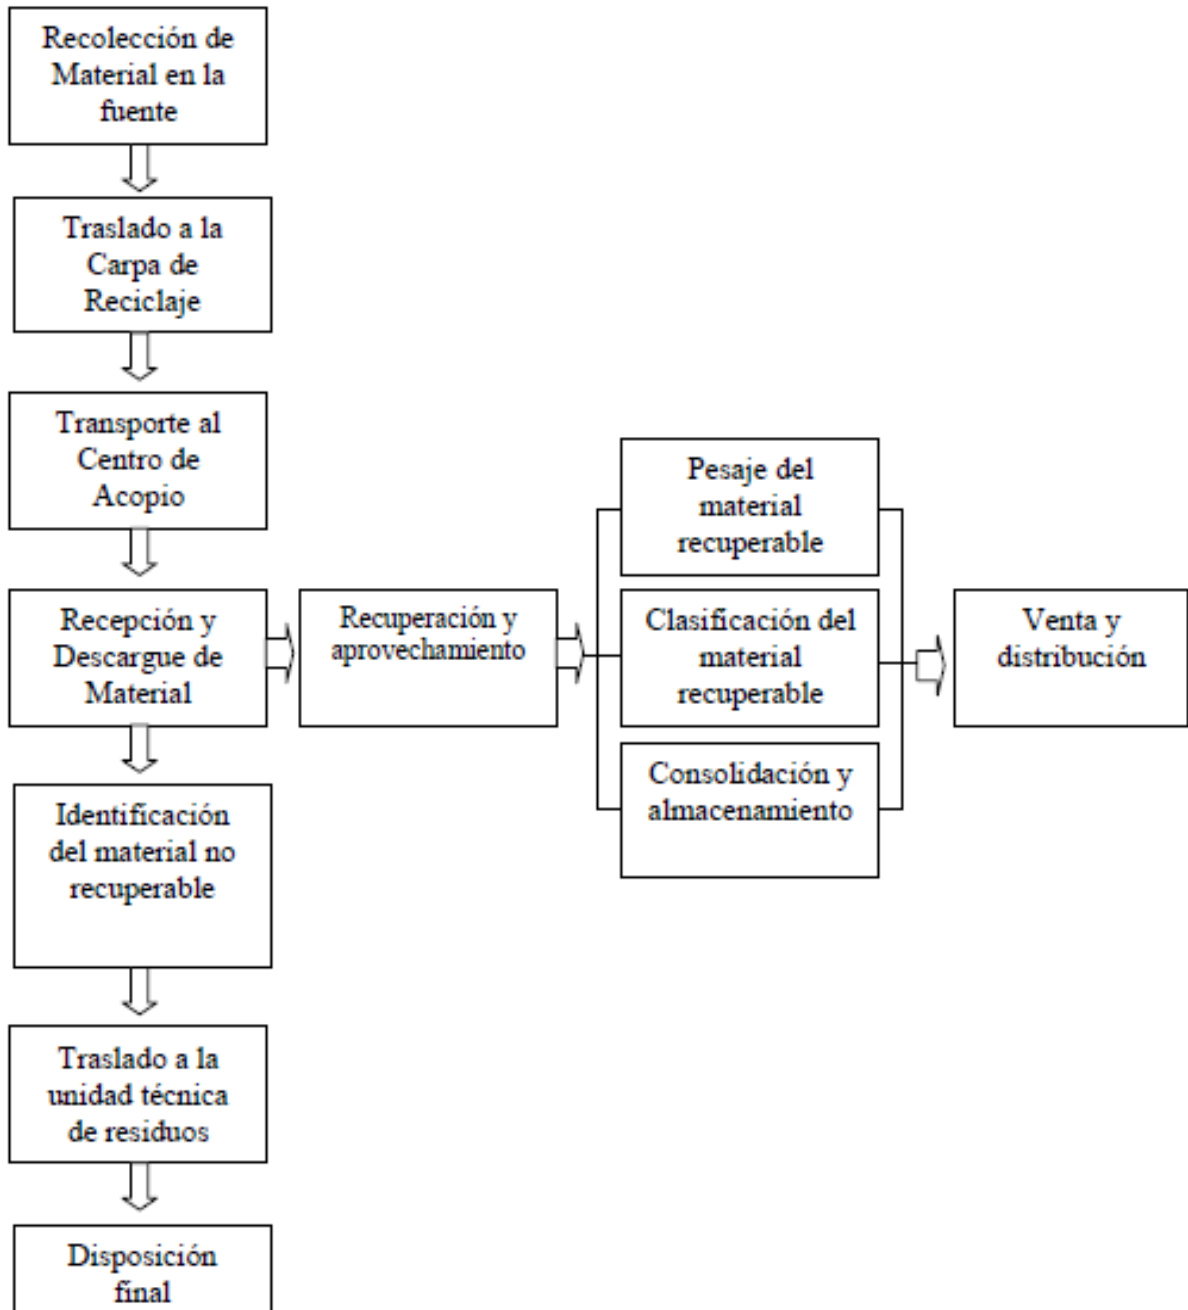 Recolección de
Material en la
fuente
Traslado a la
Carpa de
Reciclaje
Transporte al
Centro de
Acopio
Recepción y
Descargue de
Material
Recuperación y
aprovechamiento
Pesaje del
material
recuperable
Clasificación del
material
recuperable
Consolidación y
almacenamiento
Venta y
distribución
Identificación
del material no
recuperable
Traslado a la
unidad técnica
de residuos
Disposición
final